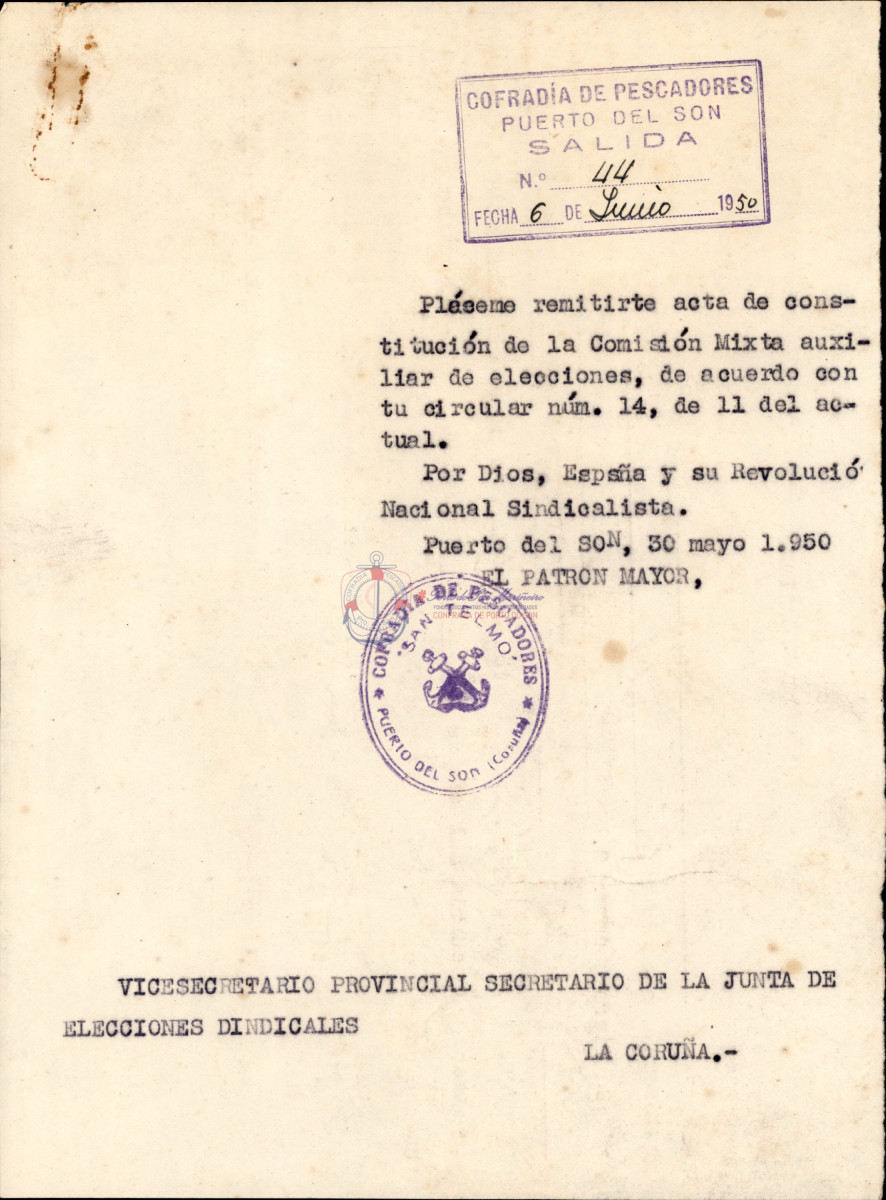 COFRADÍA DE PESCADORES
PUERTO DEL SON
SALIDA
N.º 44
FECHA 6 DE Junio 1950
Pláceme remitirte acta de cons-
titución de la Comisión Mixta auxi-
liar de elecciones, de acuerdo con
tu circular núm. 14, de 11 del ac-
tual.
Por Dios, España y su Revolució
Nacional Sindicalista.
Puerto del SON, 30 mayo 1.950
EL PATRON MAYOR,
COFRADIA DE PESCADORES
"SAN TELMO"
PUERTO DEL SON (Coruña)
VICESECRETARIO PROVINCIAL SECRETARIO DE LA JUNTA DE
ELECCIONES DINDICALES
LA CORUÑA.-